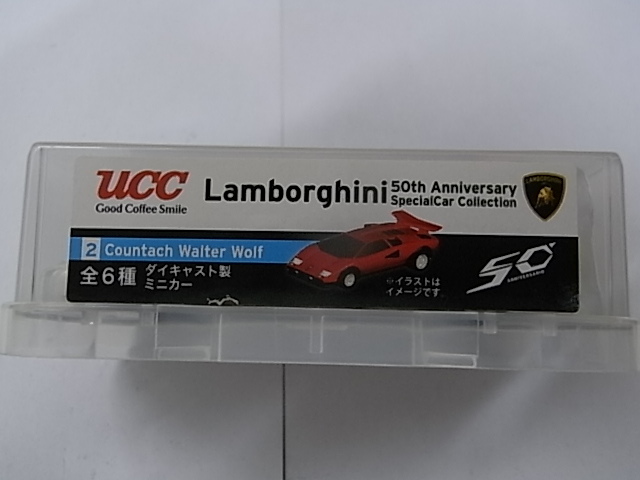 UCC
Good Coffee Smile
Lamborghini
50th Anniversary
SpecialCar Collection
LAMBORGHINI
2 Countach Walter Wolf
全6種 ダイキャスト製
ミニカー
※イラストは
イメージです
50°
ANNIVERSARIO